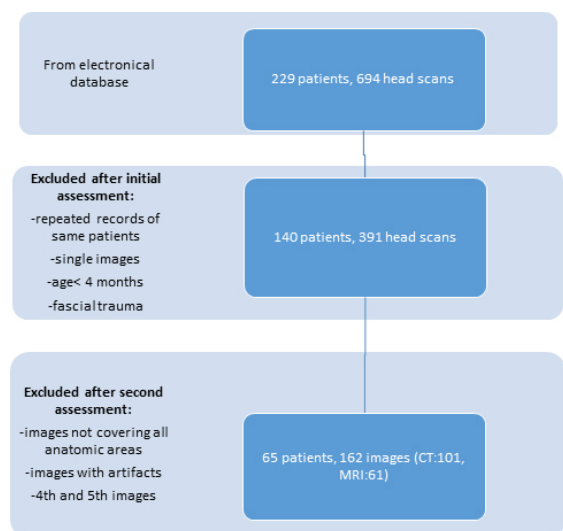 From electronical
database
229 patients, 694 head scans
Excluded after initial
assessment:
-repeated records of
same patients
-single images
-age< 4 months
-fascial trauma
140 patients, 391 head scans
Excluded after second
assessment:
-images not covering all
anatomic areas
-images with artifacts
-4th and 5th images
65 patients, 162 images (CT:101,
MRI:61)